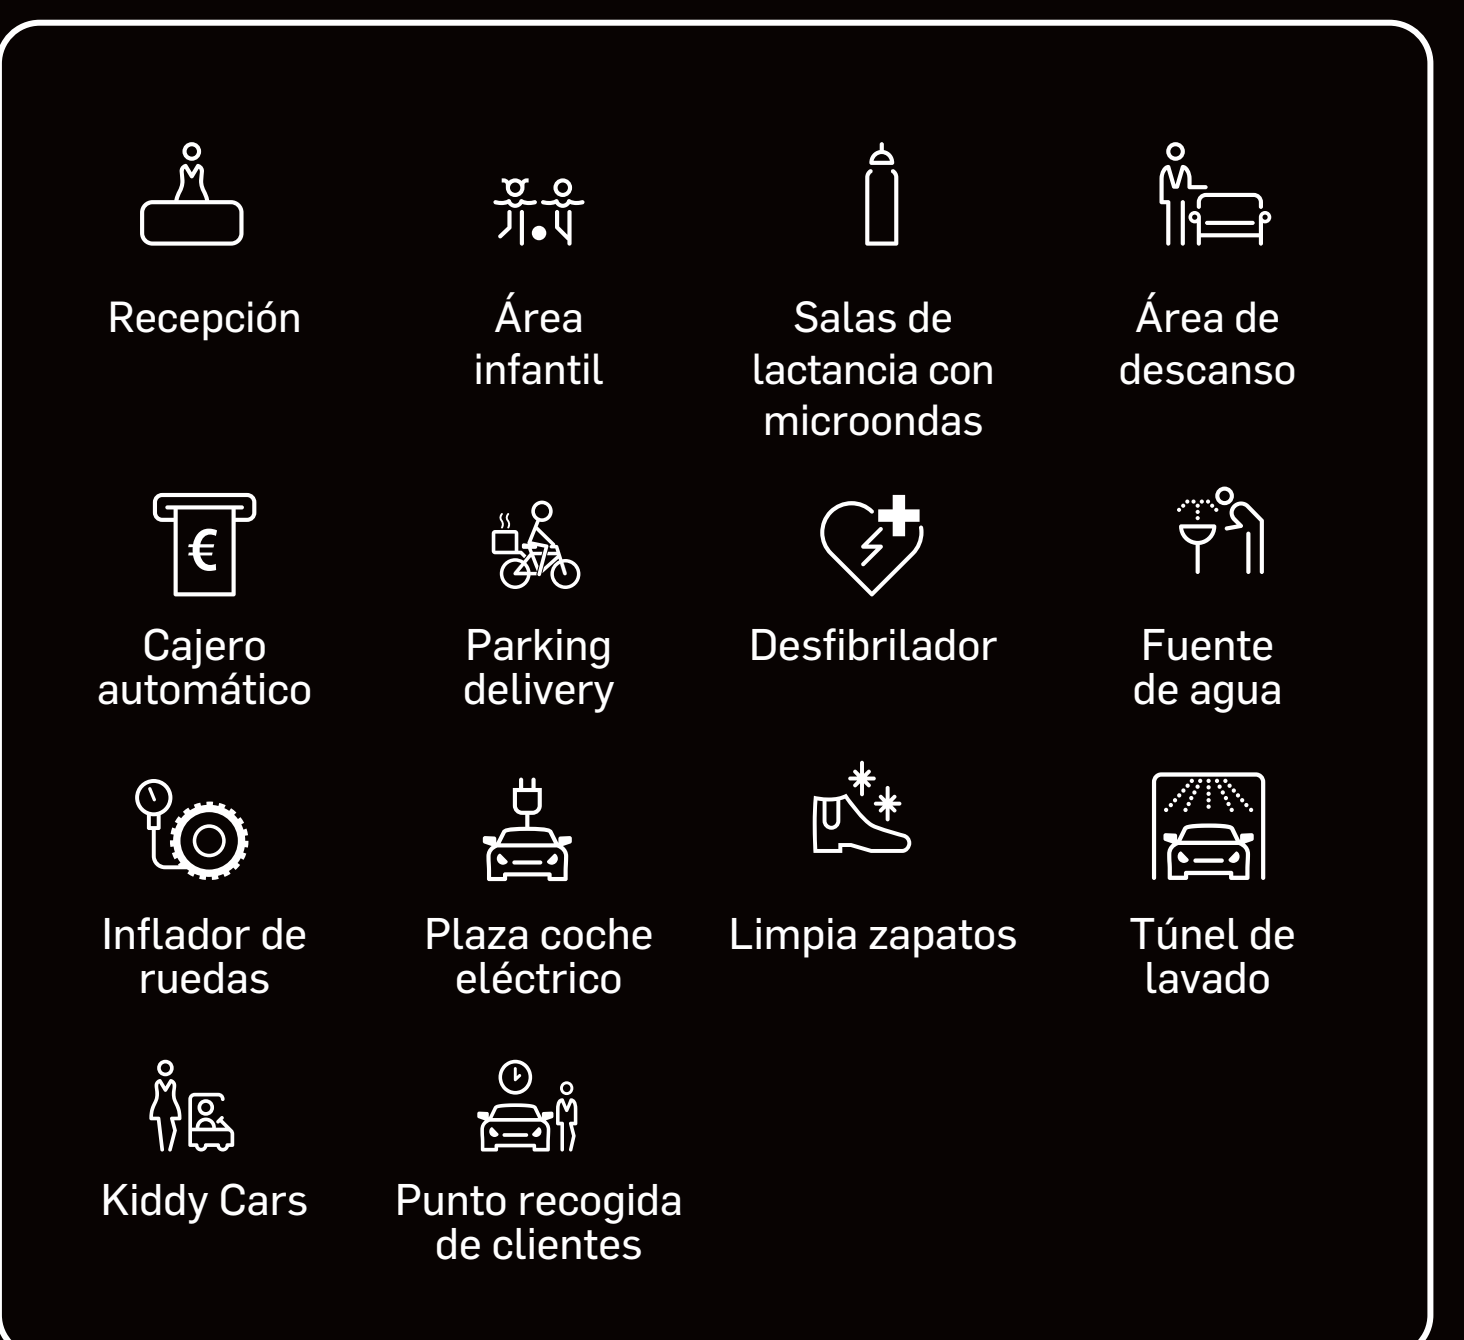 Recepción
Área
infantil
Salas de
lactancia con
microondas
Área de
descanso
€
Cajero
automático
Parking
delivery
Desfibrilador
Fuente
de agua
Inflador de
ruedas
Plaza coche
eléctrico
Limpia zapatos
Túnel de
lavado
Kiddy Cars
Punto recogida
de clientes